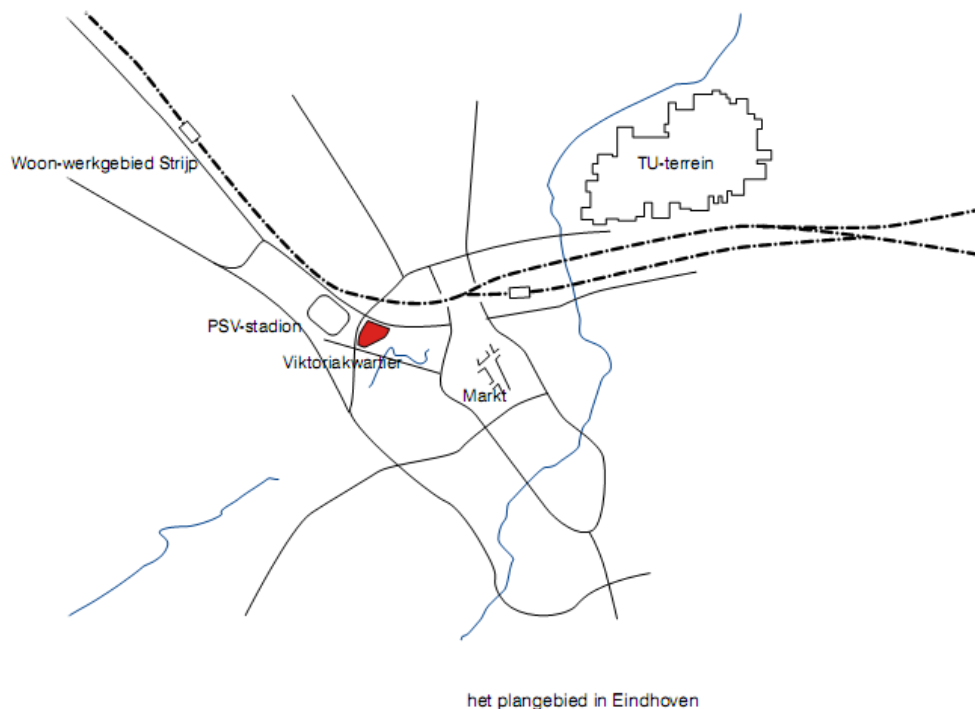 Woon-werkgebied Strijp
TU-terrein
PSV-stadion
Viktoriakwartier
Markt
het plangebied in Eindhoven